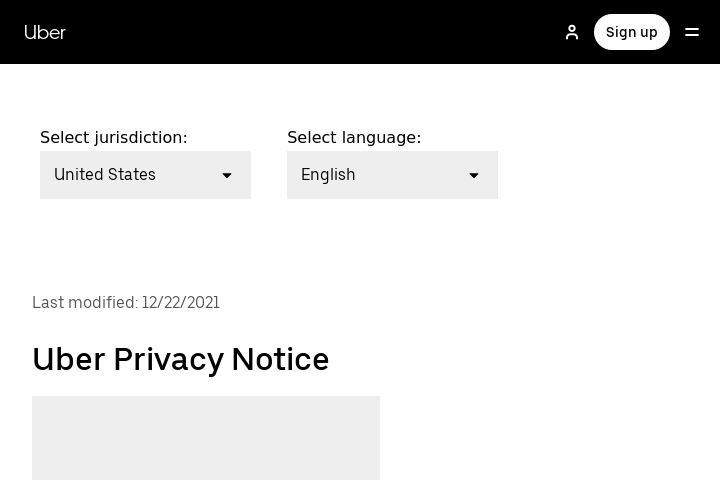 Uber
Sign up
Select jurisdiction:
Select language:
United States
English
Last modified: 12/22/2021
Uber Privacy Notice